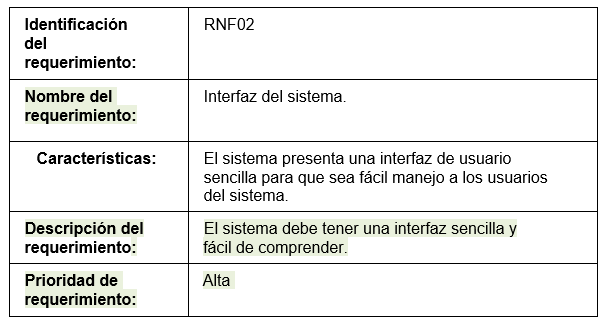 Identificación
del
requerimiento:
RNF02
Nombre del
requerimiento:
Interfaz del sistema.
Características:
El sistema presenta una interfaz de usuario
sencilla para que sea fácil manejo a los usuarios
del sistema.
Descripción del
requerimiento:
El sistema debe tener una interfaz sencilla y
fácil de comprender.
Prioridad de
requerimiento:
Alta